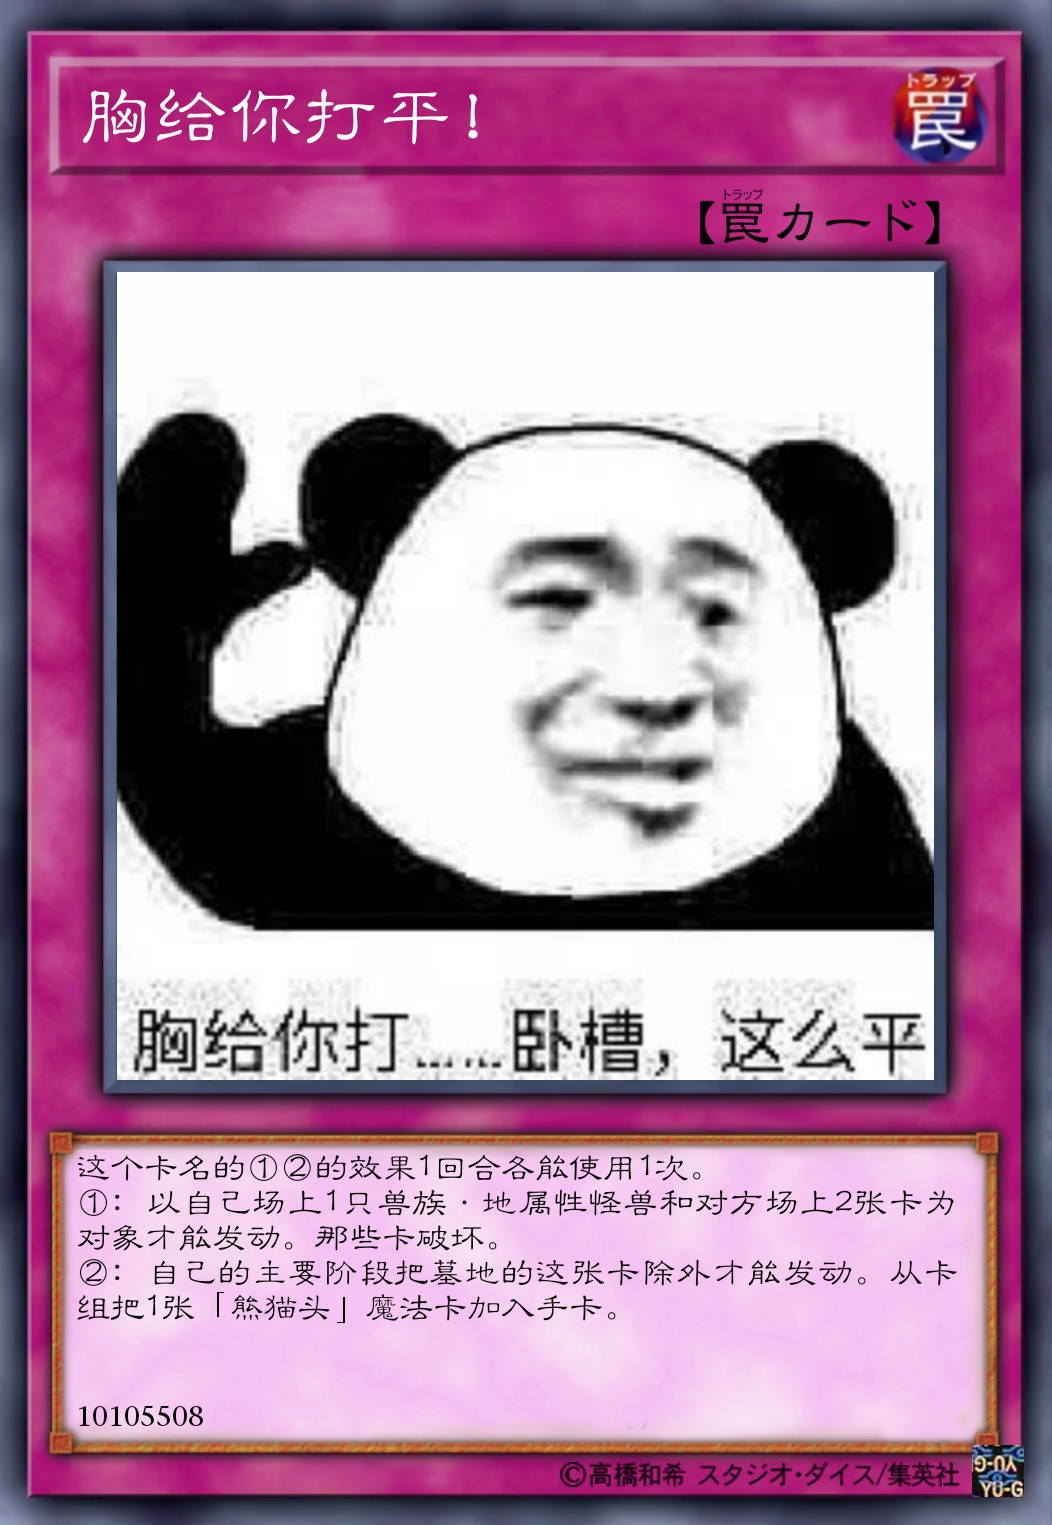 胸给你打平!
トラップ
罠
トラップ
【罠カード】
胸给你打……卧槽，这么平
这个卡名的①②的效果1回合各能使用1次。
①：以自己场上1只兽族·地属性怪兽和对方场上2张卡为
对象才能发动。那些卡破坏。
②：自己的主要阶段把墓地的这张卡除外才能发动。从卡
组把1张「熊猫头」魔法卡加入手卡。
10105508
©高橋和希 スタジオ・ダイス/集英社
YU-G
YU-G